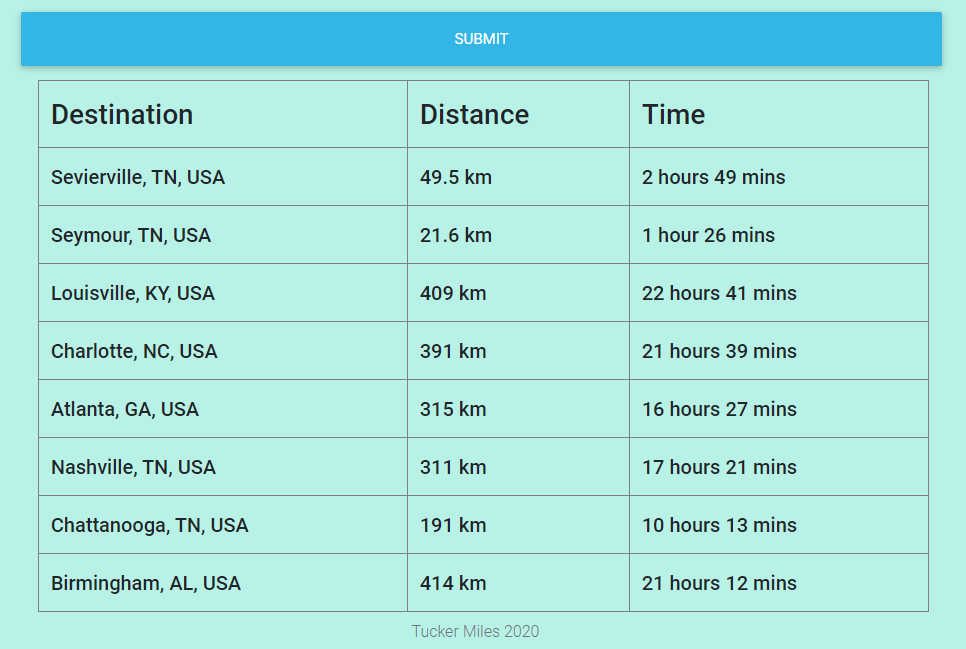 SUBMIT
Destination Distance Time
Sevierville, TN, USA 49.5 km 2 hours 49 mins
Seymour, TN, USA 21.6 km 1 hour 26 mins
Louisville, KY, USA 409 km 22 hours 41 mins
Charlotte, NC, USA 391 km 21 hours 39 mins
Atlanta, GA, USA 315 km 16 hours 27 mins
Nashville, TN, USA 311 km 17 hours 21 mins
Chattanooga, TN, USA 191 km 10 hours 13 mins
Birmingham, AL, USA 414 km 21 hours 12 mins
Tucker Miles 2020